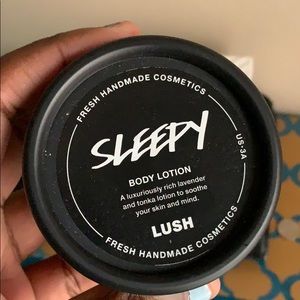 FRESH HANDMADE COSMETICS
US-3A
SLEEPY
BODY LOTION
A luxuriously rich lavender
and tonka lotion to soothe
your skin and mind.
LUSH
FRESH HANDMADE COSMETICS